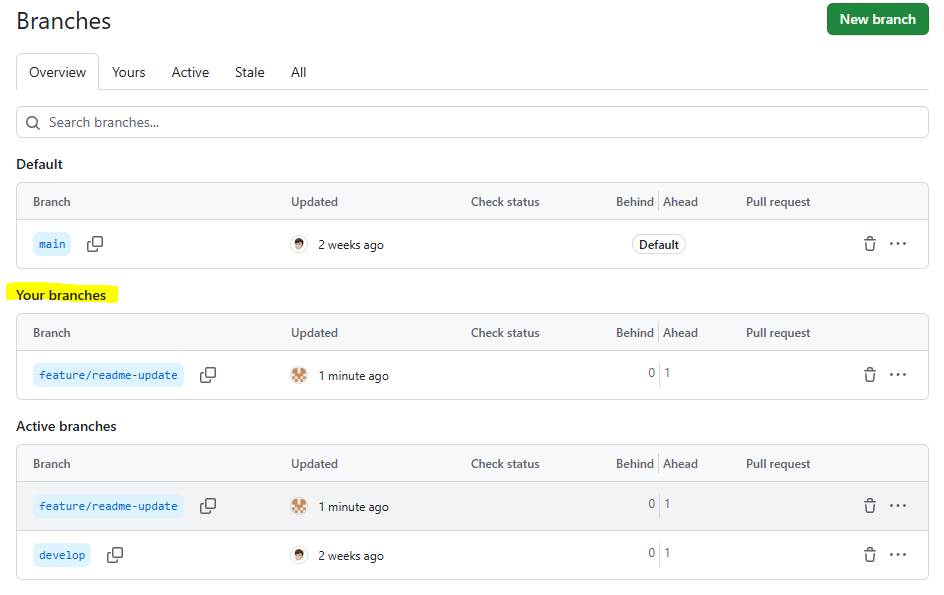 Branches
New branch
Overview Yours Active Stale All
Search branches...
Default
Branch Updated Check status Behind Ahead Pull request
main 2 weeks ago Default
Your branches
Branch Updated Check status Behind Ahead Pull request
feature/readme-update 1 minute ago 0 1
Active branches
Branch Updated Check status Behind Ahead Pull request
feature/readme-update 1 minute ago 0 1
develop 2 weeks ago 0 1